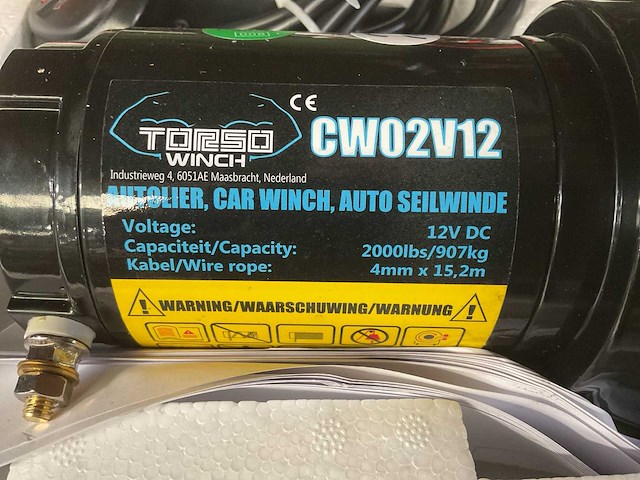 CE
TORSO
WINCH
CW02V12
Industrieweg 4, 6051AE Maasbracht, Nederland
AUTOLIER, CAR WINCH, AUTO SEILWINDE
Voltage: 12V DC
Capaciteit/Capacity: 2000lbs/907kg
Kabel/Wire rope: 4mm x 15,2m
WARNING/WAARSCHUWING/WARNUNG